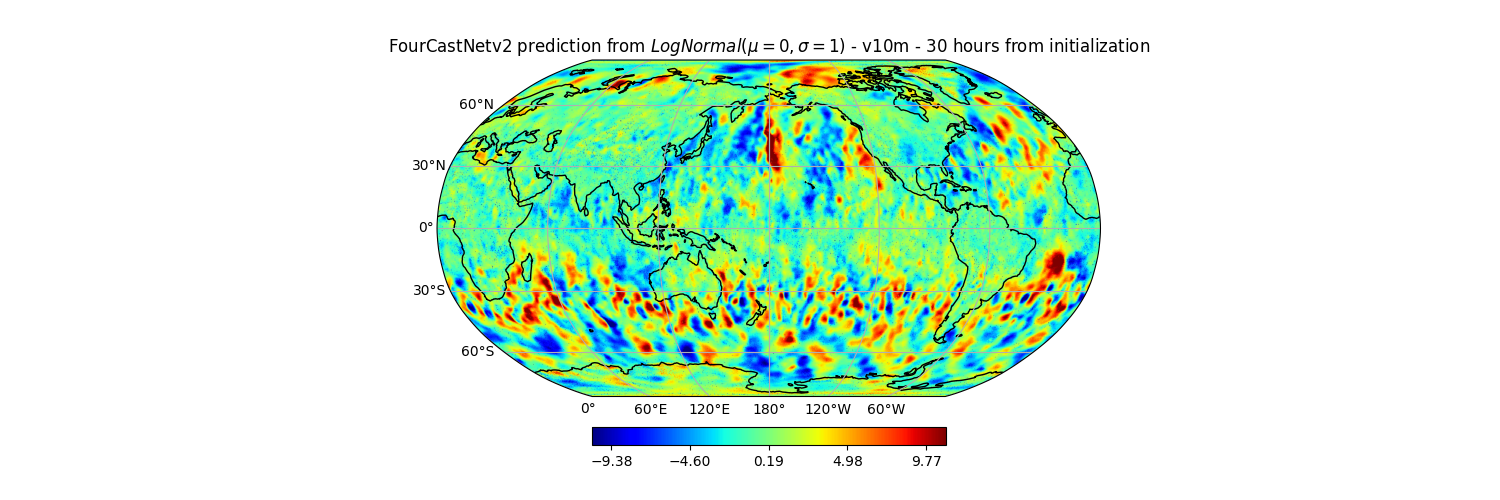 FourCastNetv2 prediction from LogNormal(μ = 0, σ = 1) - v10m - 30 hours from initialization
60°N
30°N
0°
30°S
60°S
0° 60°E 120°E 180° 120°W 60°W
−9.38 −4.60 0.19 4.98 9.77